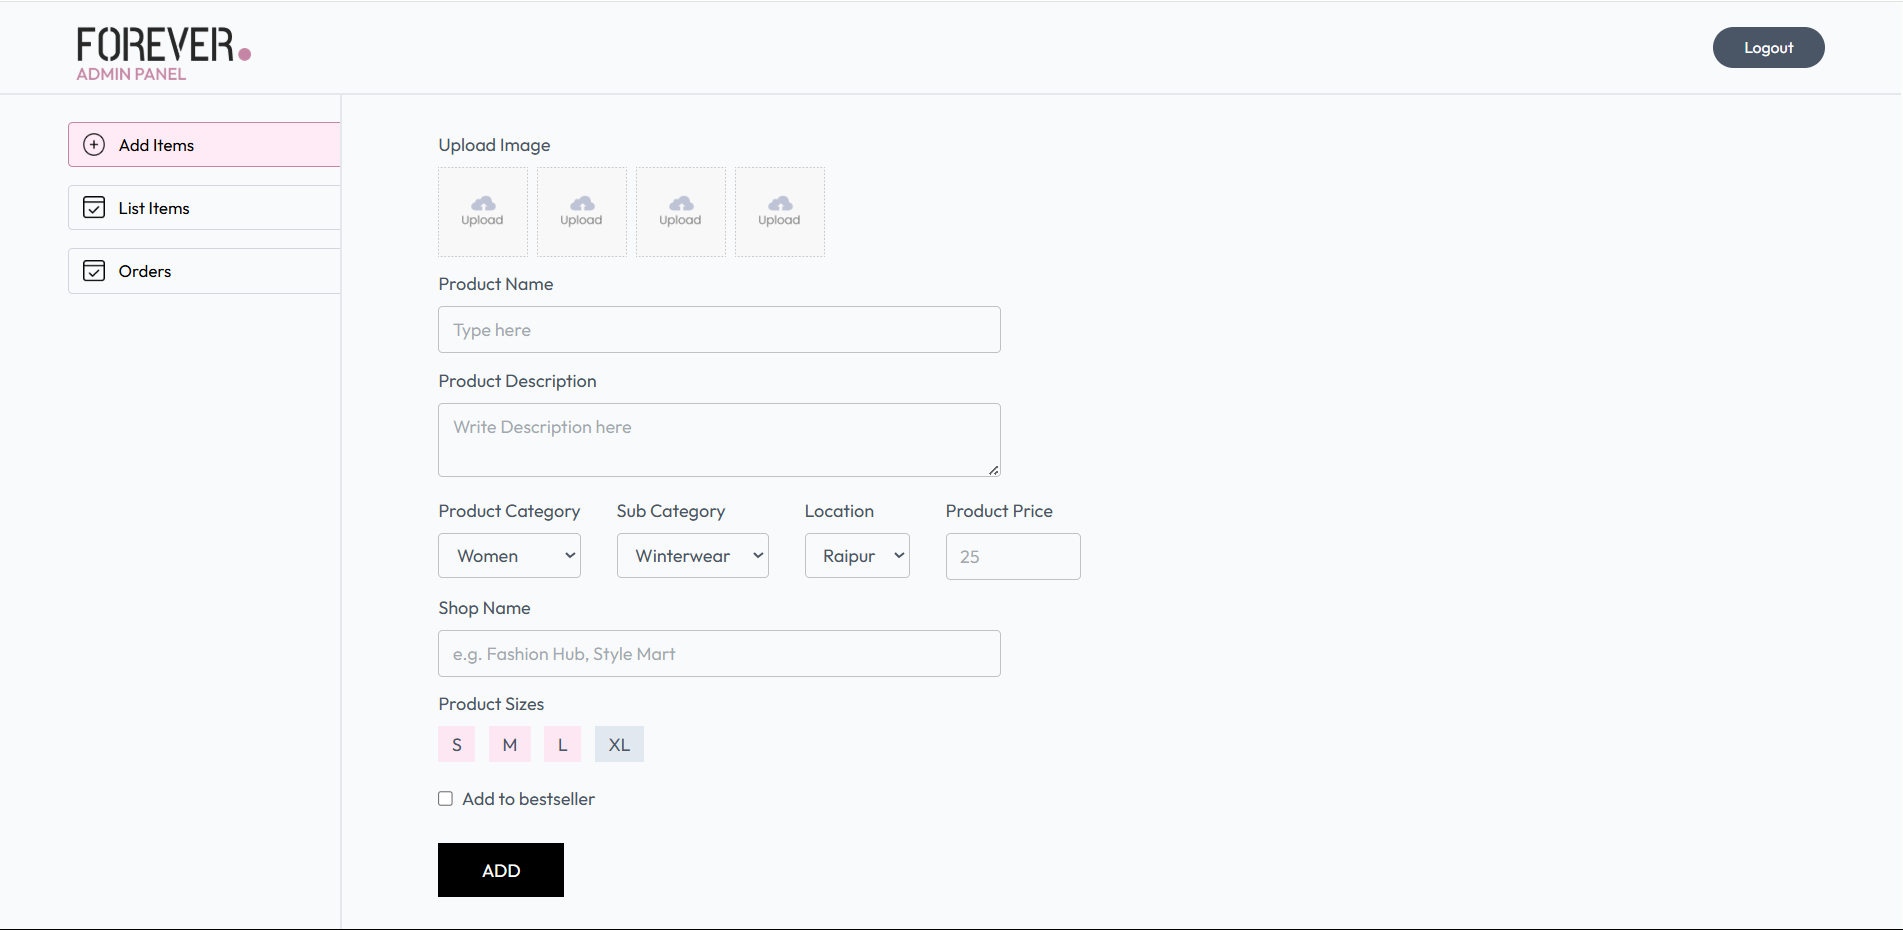 FOREVER.
ADMIN PANEL
Logout
Add Items
List Items
Orders
Upload Image
Upload Upload Upload Upload
Product Name
Type here
Product Description
Write Description here
Product Category Sub Category Location Product Price
Women Winterwear Raipur 25
Shop Name
e.g. Fashion Hub, Style Mart
Product Sizes
S M L XL
Add to bestseller
ADD